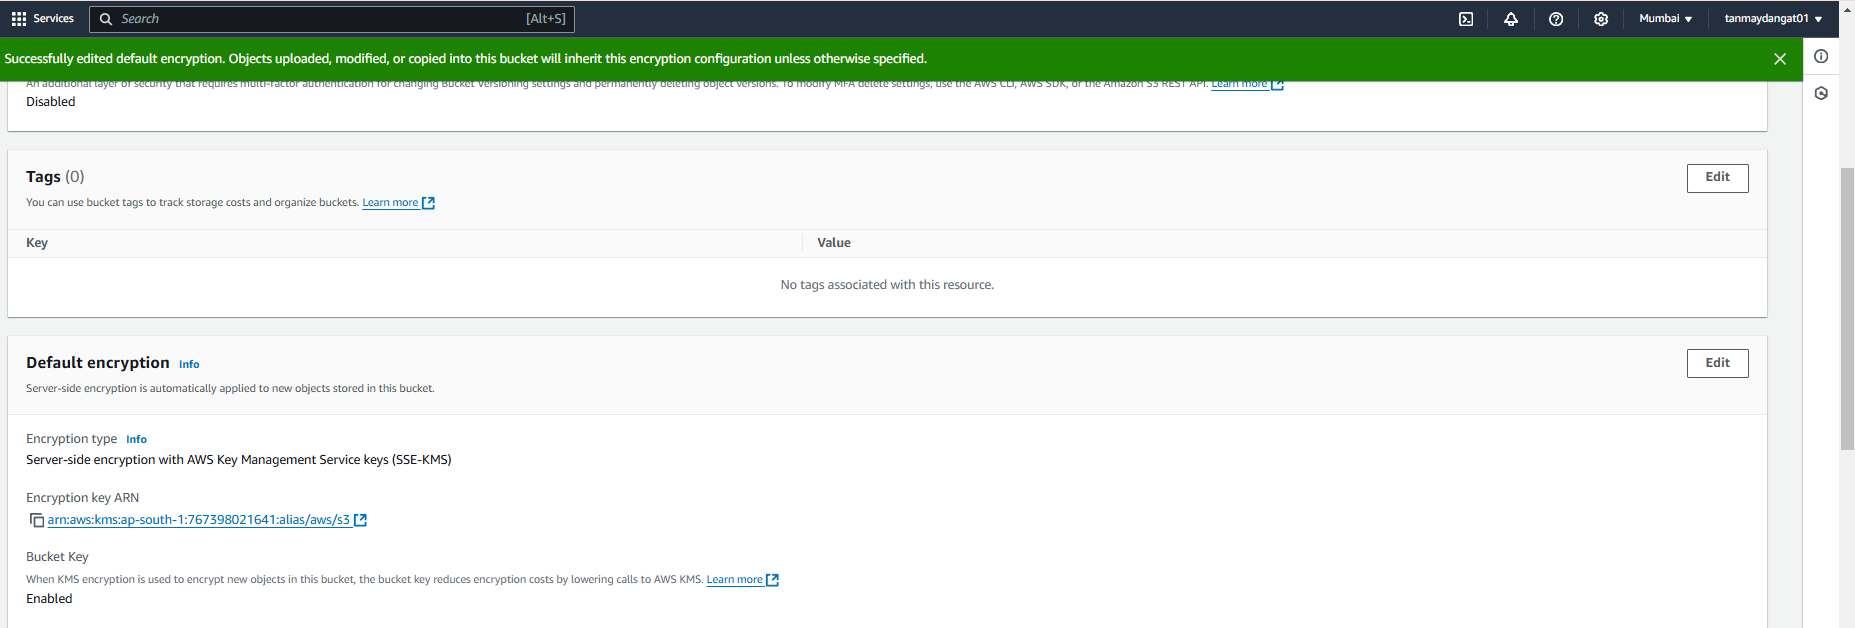 Services
Search
[Alt+S]
Mumbai
tanmaydangat01
Successfully edited default encryption. Objects uploaded, modified, or copied into this bucket will inherit this encryption configuration unless otherwise specified.
An additional layer of security that requires multi-factor authentication for changing Bucket Versioning settings and permanently deleting object versions. To modify MFA delete settings, use the AWS CLI, AWS SDK, or the Amazon S3 REST API. Learn more
Disabled
Tags (0)
Edit
You can use bucket tags to track storage costs and organize buckets. Learn more
Key
Value
No tags associated with this resource.
Default encryption Info
Edit
Server-side encryption is automatically applied to new objects stored in this bucket.
Encryption type Info
Server-side encryption with AWS Key Management Service keys (SSE-KMS)
Encryption key ARN
arn:aws:kms:ap-south-1:767398021641:alias/aws/s3
Bucket Key
When KMS encryption is used to encrypt new objects in this bucket, the bucket key reduces encryption costs by lowering calls to AWS KMS. Learn more
Enabled